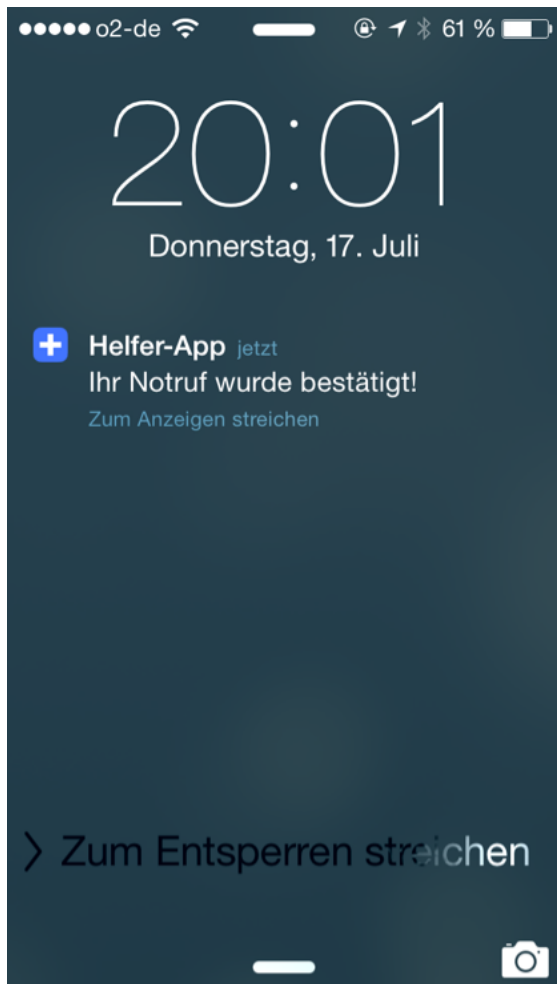 o2-de 61 %
20:01
Donnerstag, 17. Juli
Helfer-App jetzt
Ihr Notruf wurde bestätigt!
Zum Anzeigen streichen
Zum Entsperren streichen